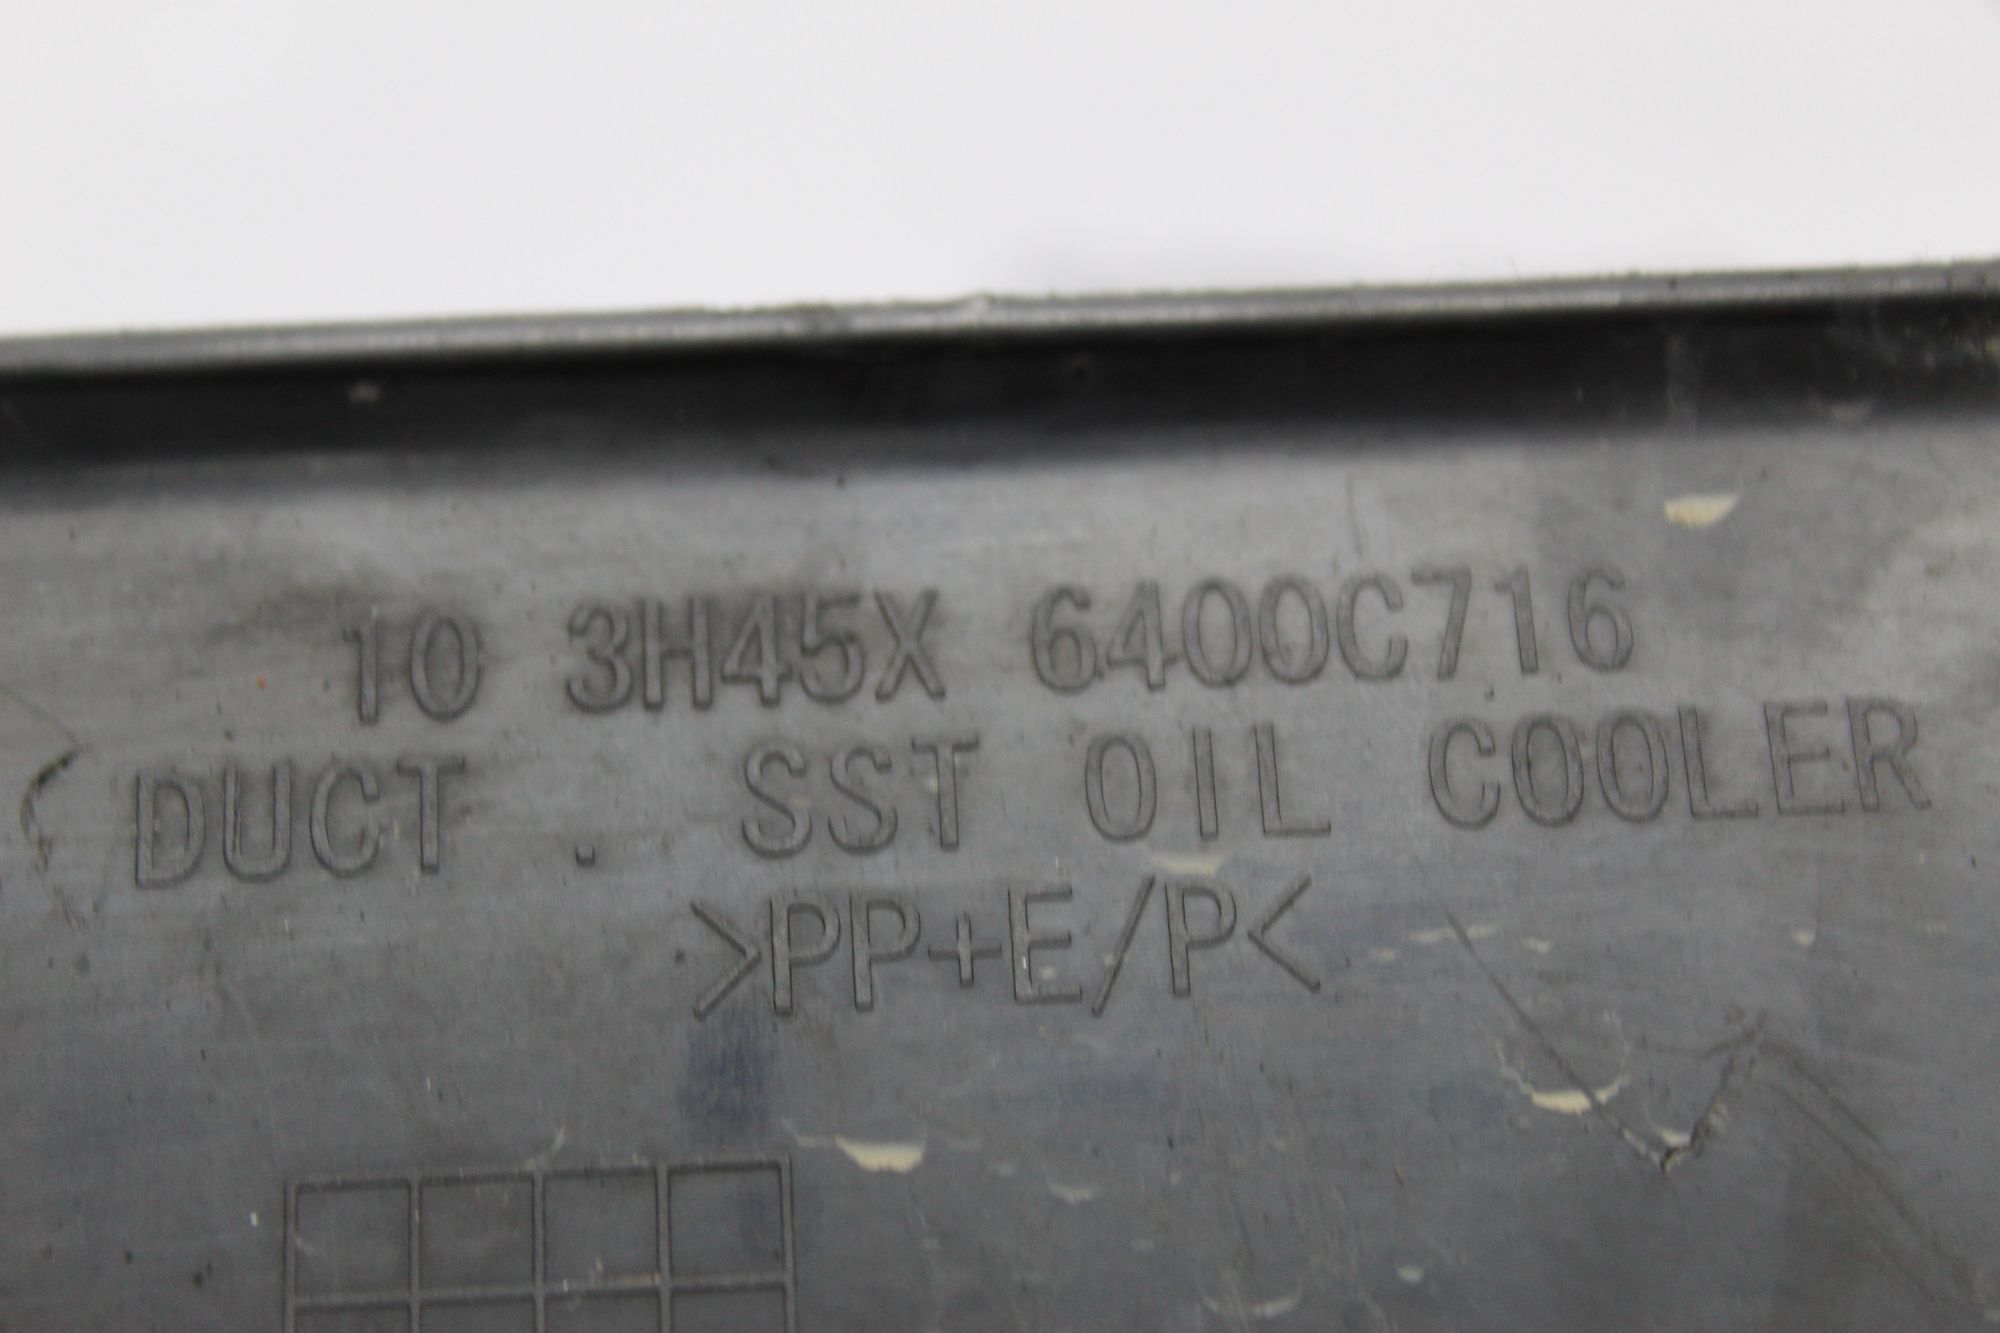 10 3H45X 6400C716
DUCT . SST OIL COOLER
>PP+E/P<